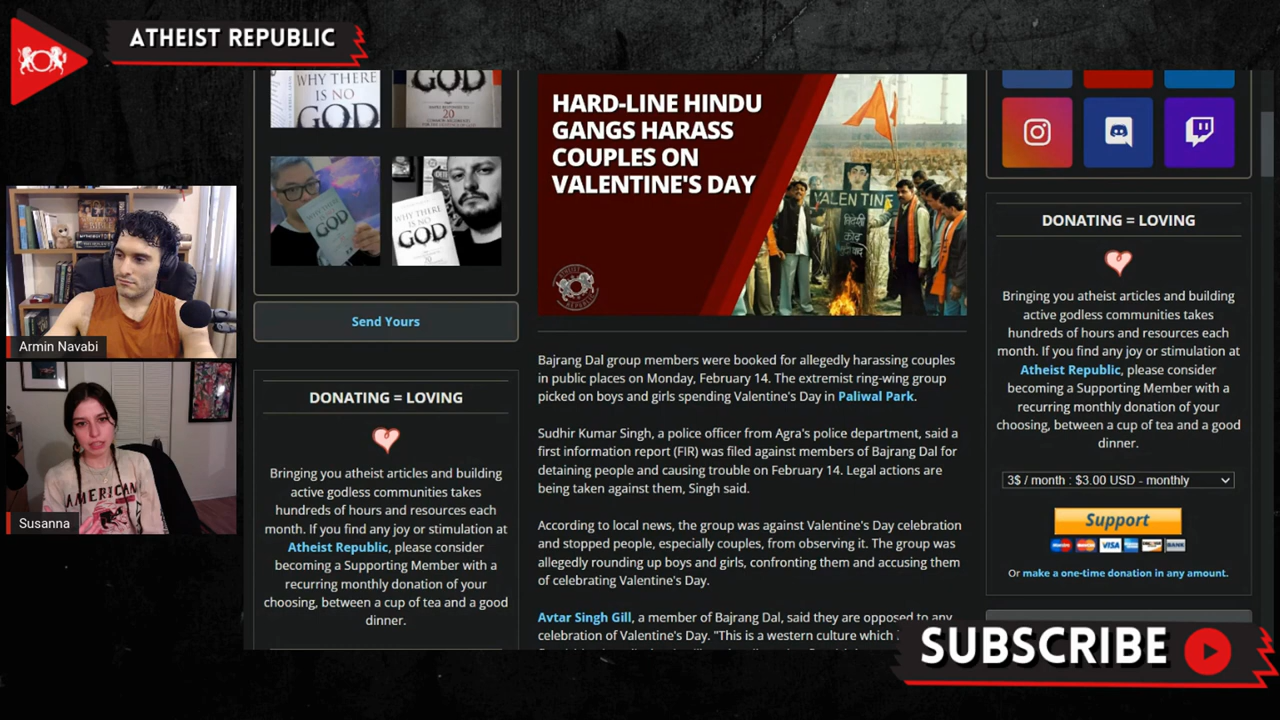 ATHEIST REPUBLIC
WHY THERE
IS NO
GOD
GOD
20
WHY THERE
IS NO
GOD
GOD
20
Send Yours
DONATING = LOVING
Bringing you atheist articles and building
active godless communities takes
hundreds of hours and resources each
month. If you find any joy or stimulation at
Atheist Republic, please consider
becoming a Supporting Member with a
recurring monthly donation of your
choosing, between a cup of tea and a good
dinner.
HARD-LINE HINDU
GANGS HARASS
COUPLES ON
VALENTINE'S DAY
VALENTINE
विदेशी
Bajrang Dal group members were booked for allegedly harassing couples
in public places on Monday, February 14. The extremist ring-wing group
picked on boys and girls spending Valentine's Day in Paliwal Park.
Sudhir Kumar Singh, a police officer from Agra's police department, said a
first information report (FIR) was filed against members of Bajrang Dal for
detaining people and causing trouble on February 14. Legal actions are
being taken against them, Singh said.
According to local news, the group was against Valentine's Day celebration
and stopped people, especially couples, from observing it. The group was
allegedly rounding up boys and girls, confronting them and accusing them
of celebrating Valentine's Day.
Avtar Singh Gill, a member of Bajrang Dal, said they are opposed to any
celebration of Valentine's Day. "This is a western culture which
DONATING = LOVING
Bringing you atheist articles and building
active godless communities takes
hundreds of hours and resources each
month. If you find any joy or stimulation at
Atheist Republic, please consider
becoming a Supporting Member with a
recurring monthly donation of your
choosing, between a cup of tea and a good
dinner.
3$ / month : $3.00 USD - monthly
Support
VISA
BANK
Or make a one-time donation in any amount.
Armin Navabi
AMERICAN
Susanna
SUBSCRIBE